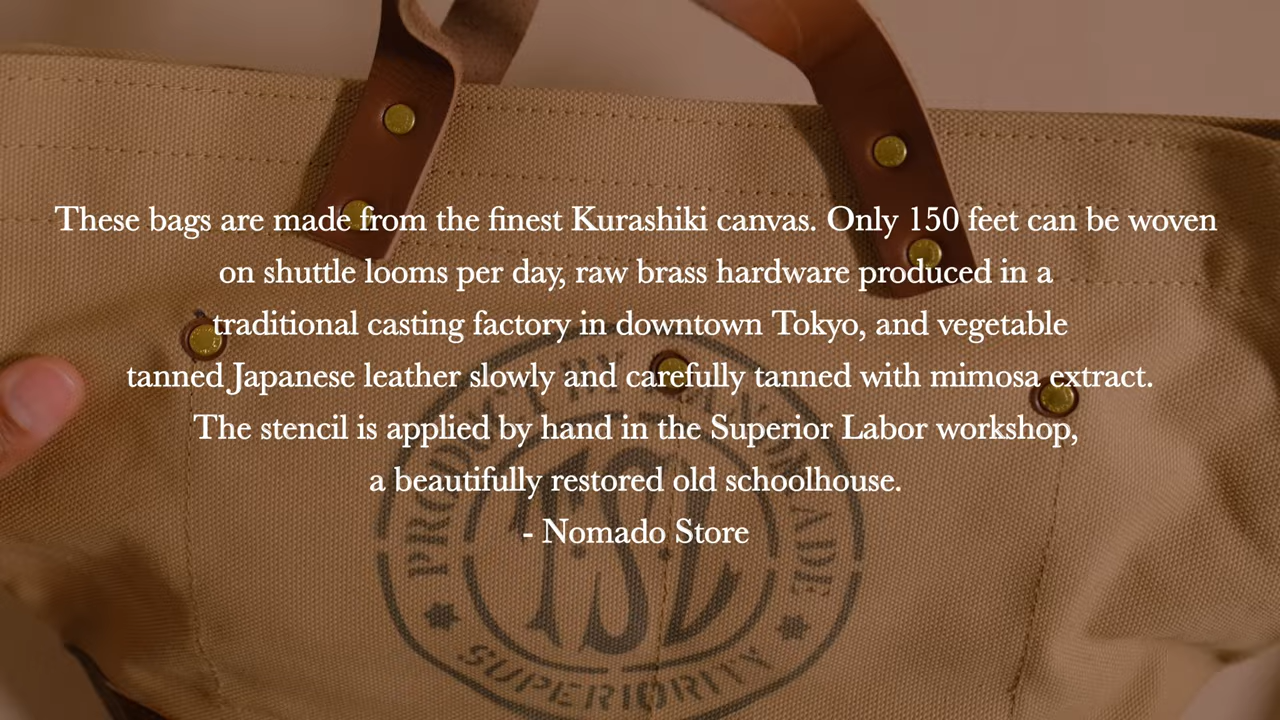 These bags are made from the finest Kurashiki canvas. Only 150 feet can be woven
on shuttle looms per day, raw brass hardware produced in a
traditional casting factory in downtown Tokyo, and vegetable
tanned Japanese leather slowly and carefully tanned with mimosa extract.
The stencil is applied by hand in the Superior Labor workshop,
a beautifully restored old schoolhouse.
- Nomado Store
PRODUCT BY HANDMADE
T.S.L
SUPERIORITY